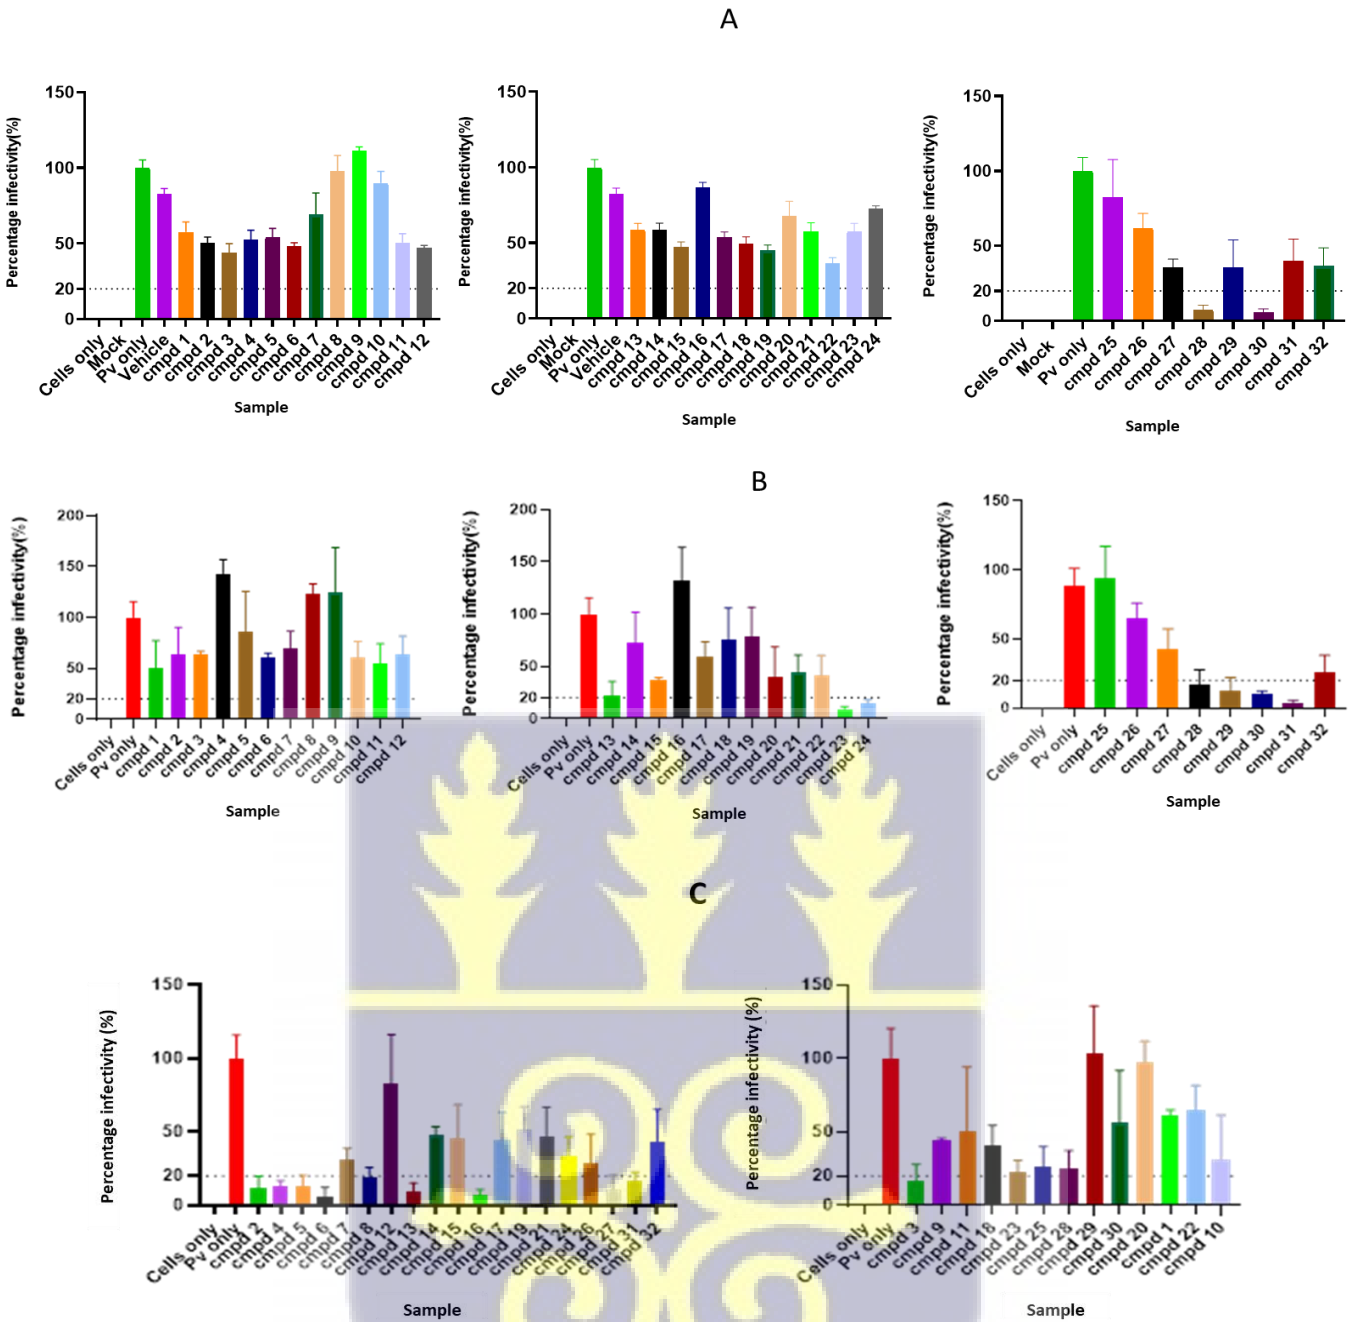 A
Percentage infectivity(%)
150
100
50
20
0
Cells only
Mock
Pv only
Vehicle
cmpd 1
cmpd 2
cmpd 3
cmpd 4
cmpd 5
cmpd 6
cmpd 7
cmpd 8
cmpd 9
cmpd 10
cmpd 11
cmpd 12
Sample
Percentage infectivity(%)
150
100
50
20
0
Cells only
Mock
Pv only
Vehicle
cmpd 13
cmpd 14
cmpd 15
cmpd 16
cmpd 17
cmpd 18
cmpd 19
cmpd 20
cmpd 21
cmpd 22
cmpd 23
cmpd 24
Sample
Percentage infectivity(%)
150
100
50
20
0
Cells only
Mock
Pv only
cmpd 25
cmpd 26
cmpd 27
cmpd 28
cmpd 29
cmpd 30
cmpd 31
cmpd 32
Sample
B
Percentage infectivity(%)
200
150
100
50
20
0
Cells only
Pv only
cmpd 1
cmpd 2
cmpd 3
cmpd 4
cmpd 5
cmpd 6
cmpd 7
cmpd 8
cmpd 9
cmpd 10
cmpd 11
cmpd 12
Sample
Percentage infectivity(%)
200
150
100
50
20
0
Cells only
Pv only
cmpd 13
cmpd 14
cmpd 15
cmpd 16
cmpd 17
cmpd 18
cmpd 19
cmpd 20
cmpd 21
cmpd 22
cmpd 23
cmpd 24
Sample
Percentage infectivity(%)
150
100
50
20
0
Cells only
Pv only
cmpd 25
cmpd 26
cmpd 27
cmpd 28
cmpd 29
cmpd 30
cmpd 31
cmpd 32
Sample
C
Percentage infectivity (%)
150
100
50
20
0
Cells only
Pv only
cmpd 2
cmpd 4
cmpd 5
cmpd 6
cmpd 7
cmpd 8
cmpd 12
cmpd 13
cmpd 14
cmpd 15
cmpd 16
cmpd 17
cmpd 19
cmpd 21
cmpd 24
cmpd 26
cmpd 27
cmpd 31
cmpd 32
Sample
Percentage infectivity (%)
150
100
50
20
0
Cells only
Pv only
cmpd 3
cmpd 9
cmpd 11
cmpd 18
cmpd 23
cmpd 25
cmpd 28
cmpd 29
cmpd 30
cmpd 20
cmpd 1
cmpd 22
cmpd 10
Sample